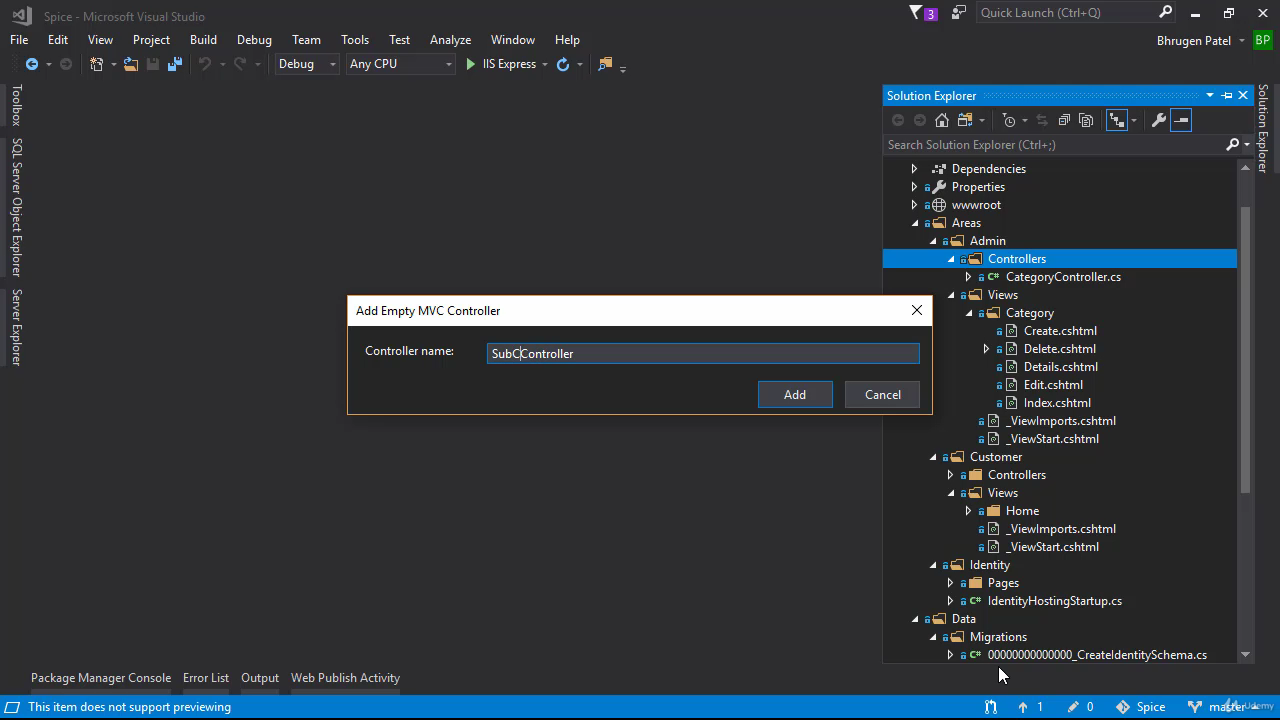 Spice - Microsoft Visual Studio
3
Quick Launch (Ctrl+Q)
File Edit View Project Build Debug Team Tools Test Analyze Window Help
Bhrugen Patel
BP
Debug
Any CPU
IIS Express
Toolbox
SQL Server Object Explorer
Server Explorer
Solution Explorer
Search Solution Explorer (Ctrl+;)
Dependencies
Properties
wwwroot
Areas
Admin
Controllers
C# CategoryController.cs
Views
Category
Create.cshtml
Delete.cshtml
Details.cshtml
Edit.cshtml
Index.cshtml
_ViewImports.cshtml
_ViewStart.cshtml
Customer
Controllers
Views
Home
_ViewImports.cshtml
_ViewStart.cshtml
Identity
Pages
C# IdentityHostingStartup.cs
Data
Migrations
C# 00000000000000_CreateIdentitySchema.cs
Solution Explorer
Add Empty MVC Controller
Controller name:
SubCController
Add
Cancel
Package Manager Console Error List Output Web Publish Activity
This item does not support previewing
1
0
Spice
master
Udemy